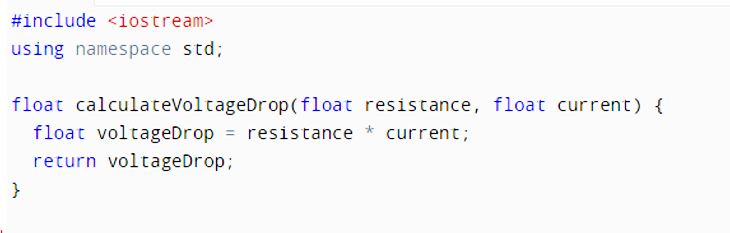 #include <iostream>
using namespace std;
float calculateVoltageDrop(float resistance, float current) {
float voltageDrop = resistance * current;
return voltageDrop;
}